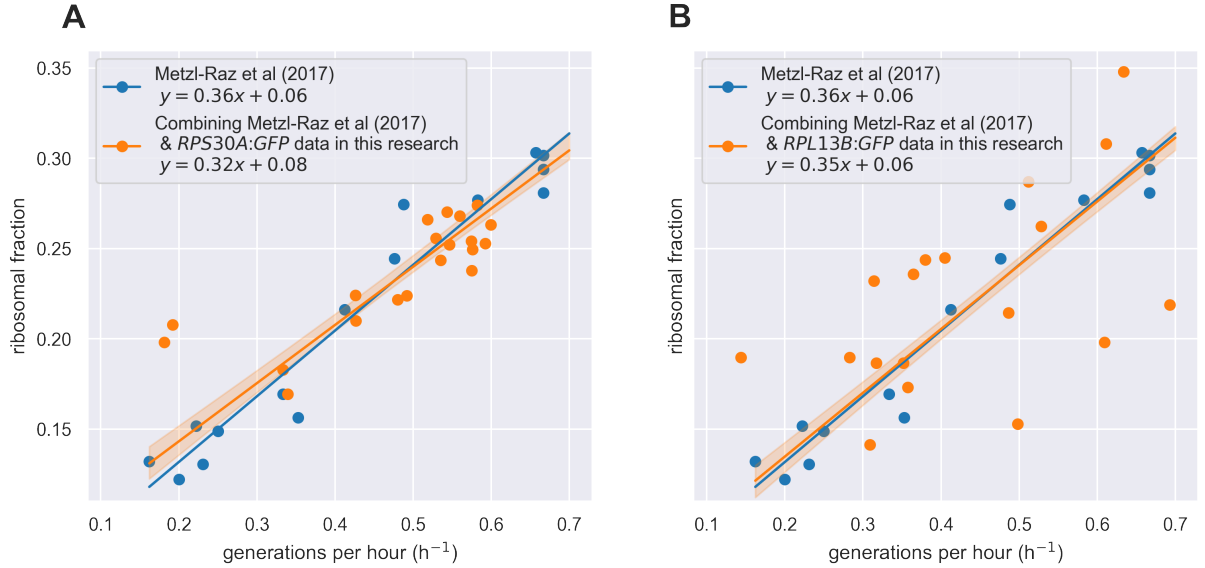 A
Metzl-Raz et al (2017)
y = 0.36x + 0.06
Combining Metzl-Raz et al (2017)
& RPS30A:GFP data in this research
y = 0.32x + 0.08
0.35
0.30
0.25
0.20
0.15
ribosomal fraction
0.1 0.2 0.3 0.4 0.5 0.6 0.7
generations per hour (h⁻¹)
B
Metzl-Raz et al (2017)
y = 0.36x + 0.06
Combining Metzl-Raz et al (2017)
& RPL13B:GFP data in this research
y = 0.35x + 0.06
ribosomal fraction
0.1 0.2 0.3 0.4 0.5 0.6 0.7
generations per hour (h⁻¹)